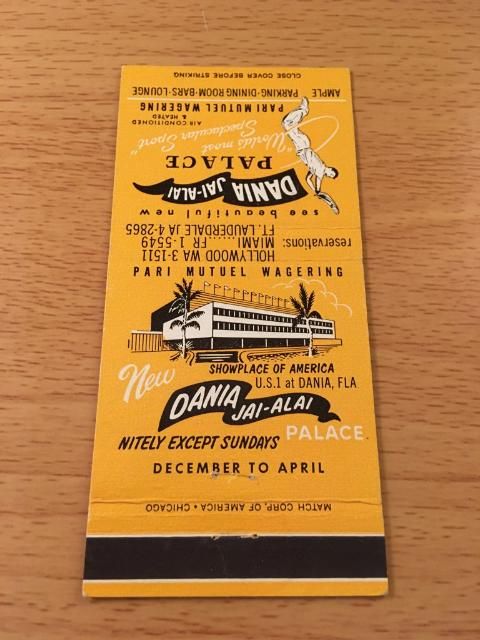 CLOSE COVER BEFORE STRIKING
AMPLE PARKING · DINING ROOM · BARS · LOUNGE
PARI MUTUEL WAGERING
AIR CONDITIONED
& HEATED
"World's most
Spectacular Sport"
PALACE
DANIA JAI-ALAI
see beautiful new
FT. LAUDERDALE JA 4-2865
reservations: MIAMI......FR 1-5549
HOLLYWOOD WA 3-1511
PARI MUTUEL WAGERING
SHOWPLACE OF AMERICA
U.S.1 at DANIA, FLA
New
DANIA JAI-ALAI
PALACE
NITELY EXCEPT SUNDAYS
DECEMBER TO APRIL
MATCH CORP. OF AMERICA • CHICAGO